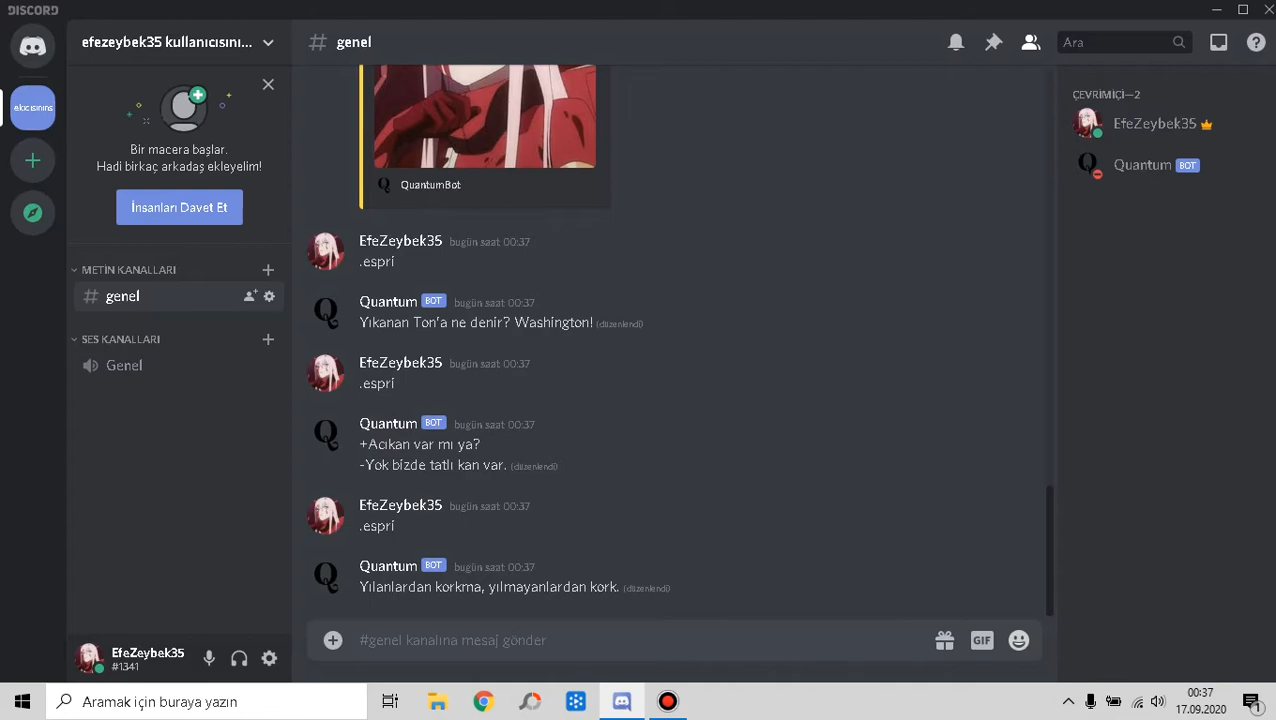 DISCORD
efezeybek35 kullanıcısını...
genel
Ara
Bir macera başlar.
Hadi birkaç arkadaş ekleyelim!
İnsanları Davet Et
METİN KANALLARI
genel
SES KANALLARI
Genel
QuantumBot
EfeZeybek35 bugün saat 00:37
.espri
Quantum BOT bugün saat 00:37
Yıkanan Ton'a ne denir? Washington! (düzenlendi)
EfeZeybek35 bugün saat 00:37
.espri
Quantum BOT bugün saat 00:37
+Acıkan var mı ya?
-Yok bizde tatlı kan var. (düzenlendi)
EfeZeybek35 bugün saat 00:37
.espri
Quantum BOT bugün saat 00:37
Yılanlardan korkma, yılmayanlardan kork. (düzenlendi)
#genel kanalına mesaj gönder
GIF
ÇEVRİMİÇİ—2
EfeZeybek35
Quantum BOT
EfeZeybek35
#1341
Aramak için buraya yazın
00:37
17.09.2020
1